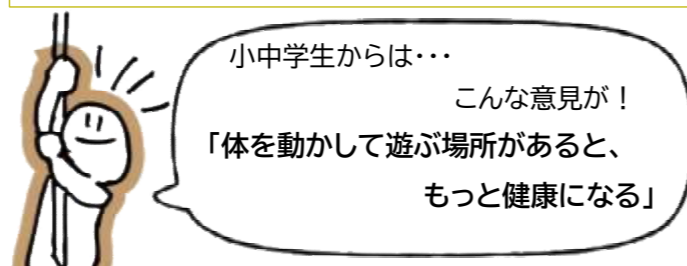 小中学生からは・・・
こんな意見が！
「体を動かして遊ぶ場所があると、
もっと健康になる」